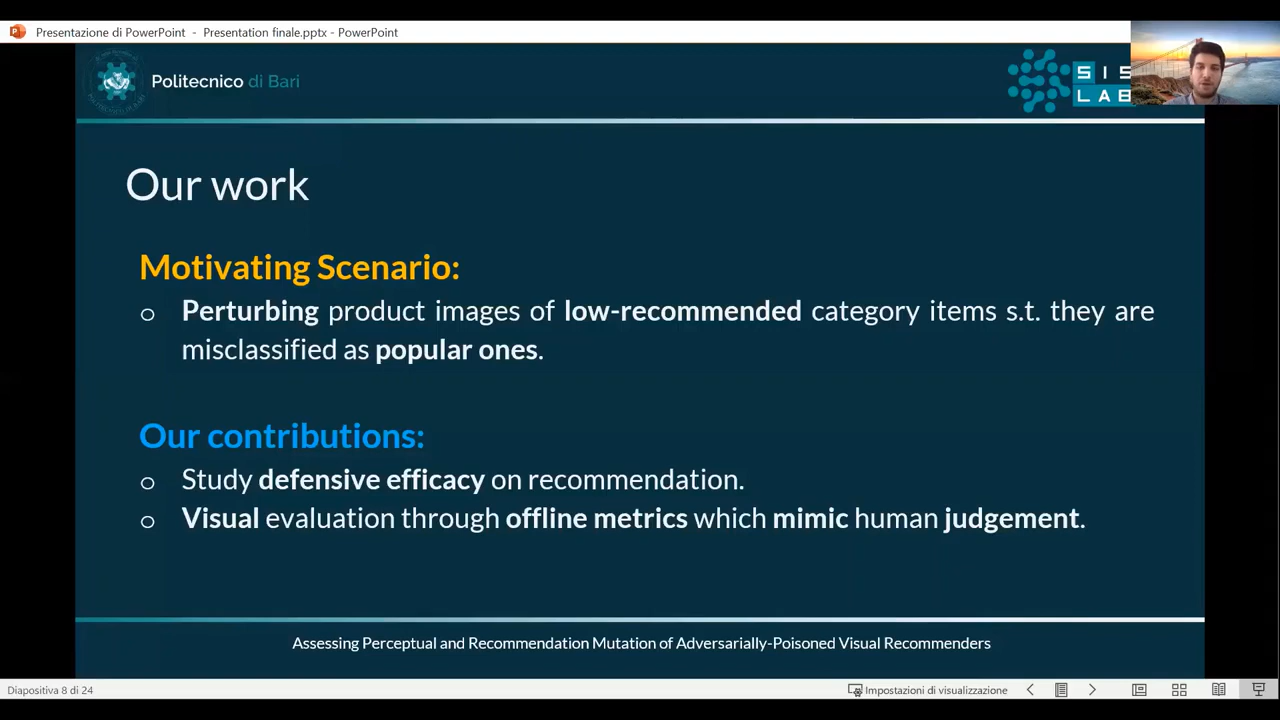 Presentazione di PowerPoint - Presentation finale.pptx - PowerPoint
Politecnico di Bari
SIS
LAB
Our work
Motivating Scenario:
o Perturbing product images of low-recommended category items s.t. they are
misclassified as popular ones.
Our contributions:
o Study defensive efficacy on recommendation.
o Visual evaluation through offline metrics which mimic human judgement.
Assessing Perceptual and Recommendation Mutation of Adversarially-Poisoned Visual Recommenders
Diapositiva 8 di 24
Impostazioni di visualizzazione